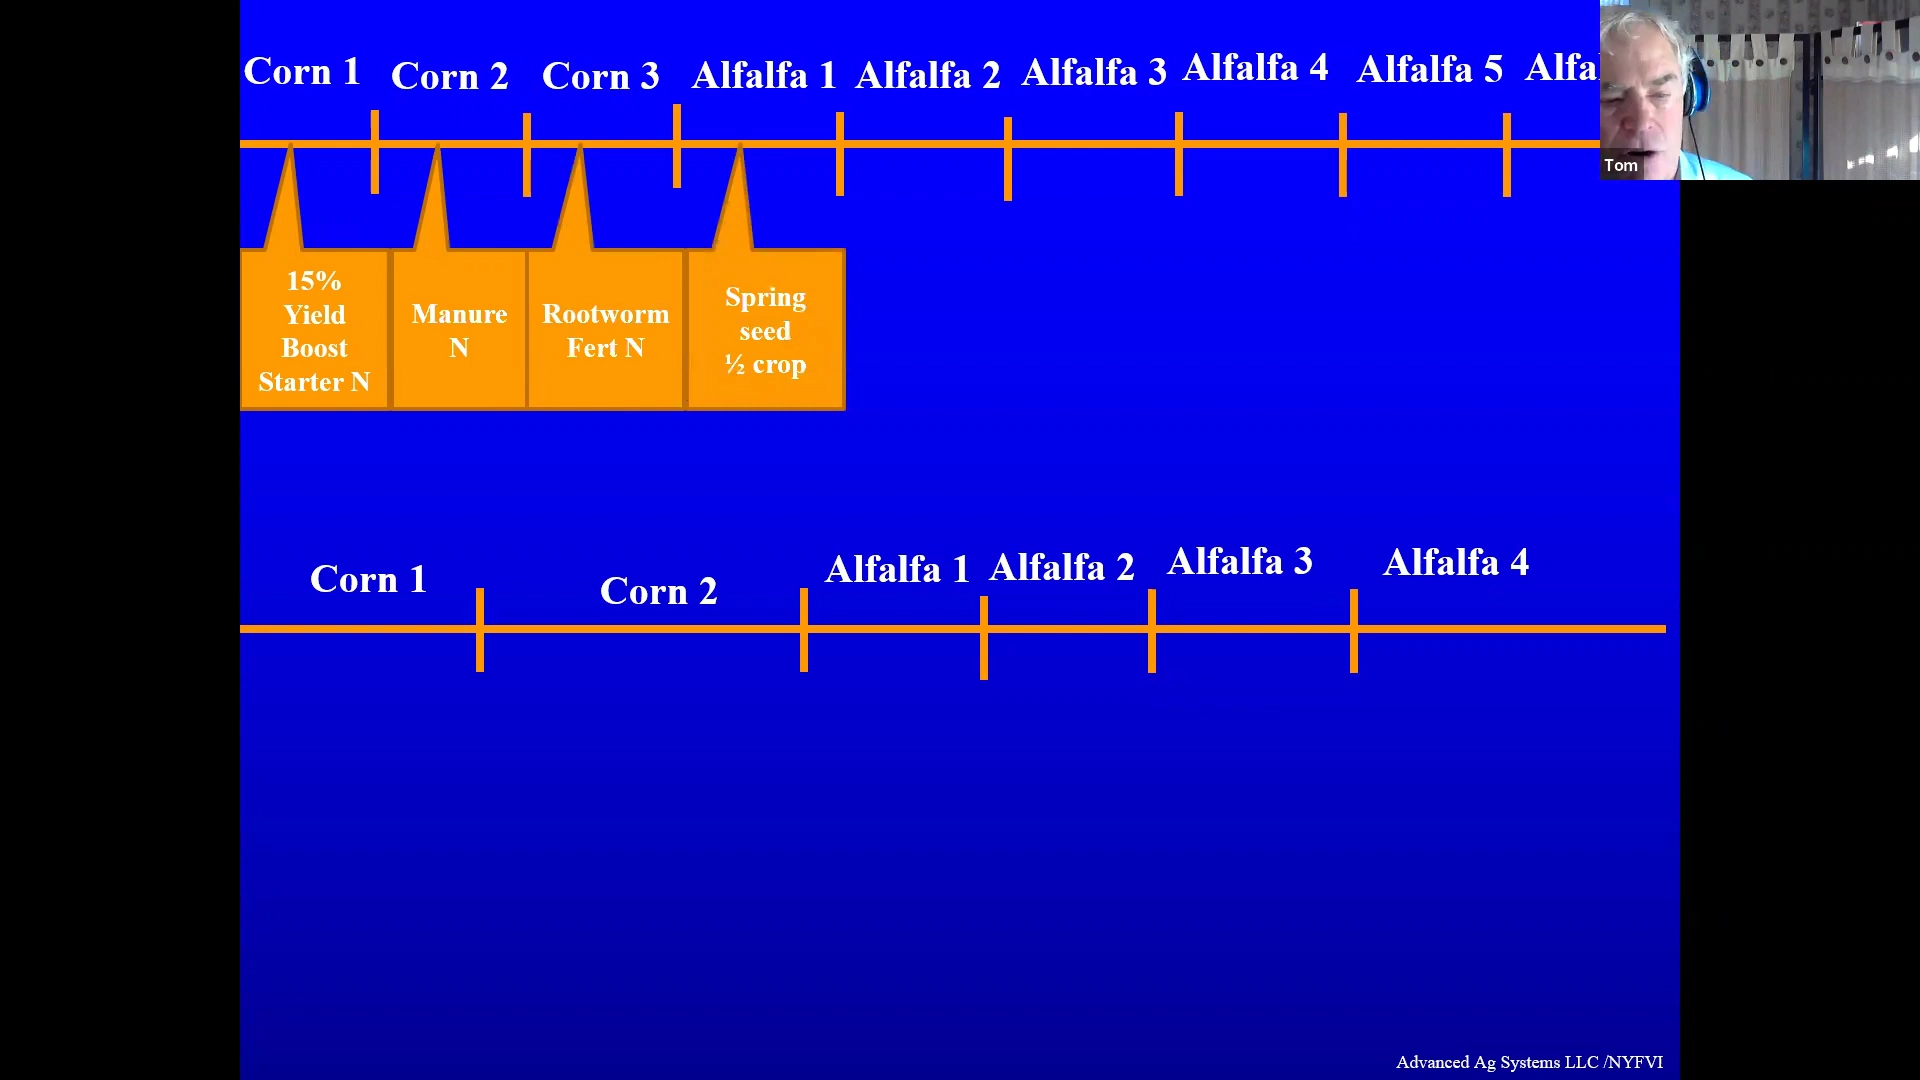 Corn 1 Corn 2 Corn 3 Alfalfa 1 Alfalfa 2 Alfalfa 3 Alfalfa 4 Alfalfa 5
Tom
15%
Yield
Boost
Starter N
Manure
N
Rootworm
Fert N
Spring
seed
½ crop
Corn 1 Corn 2 Alfalfa 1 Alfalfa 2 Alfalfa 3 Alfalfa 4
Advanced Ag Systems LLC /NYFVI